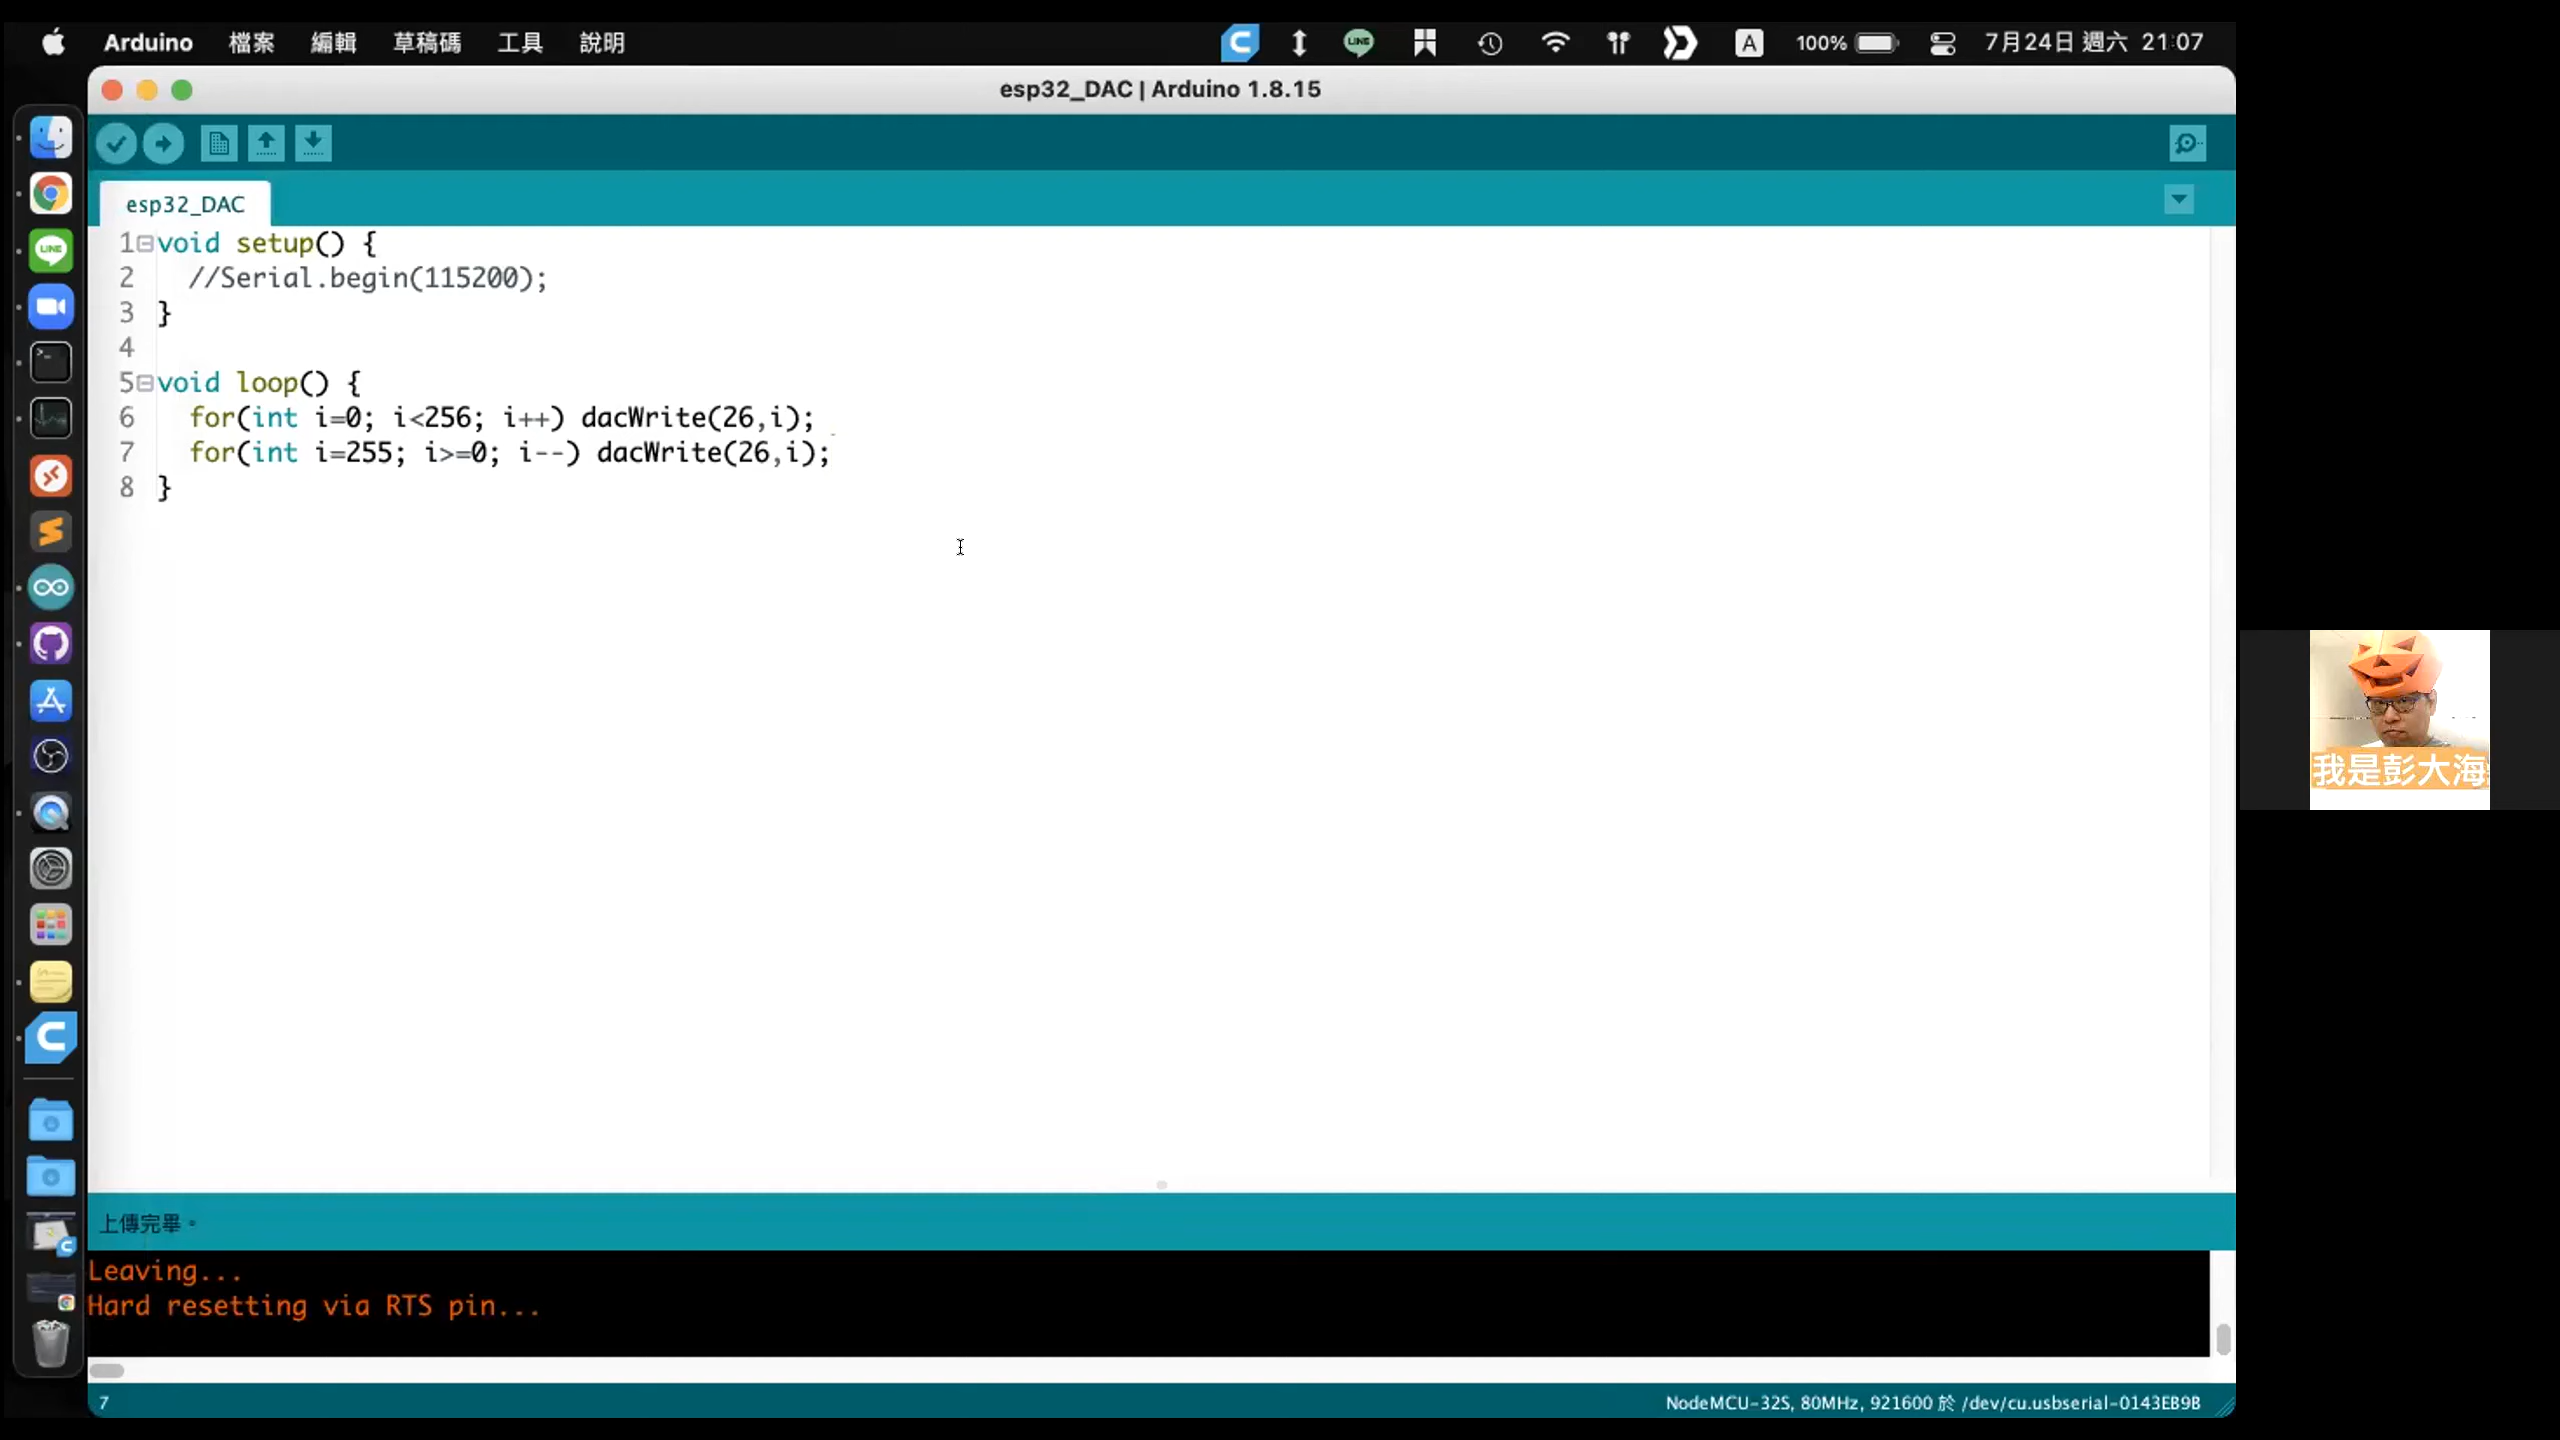 Arduino 檔案 編輯 草稿碼 工具 說明 LINE A 100% 7月24日 週六 21:07
esp32_DAC | Arduino 1.8.15
esp32_DAC
1 void setup() {
2 //Serial.begin(115200);
3 }
4
5 void loop() {
6 for(int i=0; i<256; i++) dacWrite(26,i);
7 for(int i=255; i>=0; i--) dacWrite(26,i);
8 }
我是彭大海
上傳完畢。
Leaving...
Hard resetting via RTS pin...
7 NodeMCU-32S, 80MHz, 921600 於 /dev/cu.usbserial-0143EB9B